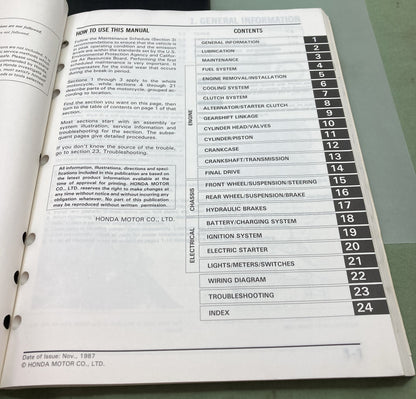 HOW TO USE THIS MANUAL
Follow the Maintenance Schedule (Section 3)
recommendations to ensure that the vehicle is
in peak operating condition and the emission
levels are within the standards set by the U.S.
Environmental Protection Agency and Califor-
nia Air Resources Board. Performing the first
scheduled maintenance is very important. It
compensates for the initial wear that occurs
during the break-in period.
Sections 1 through 3 apply to the whole
motorcycle, while sections 4 through 21
describe parts of the motorcycle, grouped ac-
cording to location.
Find the section you want on this page, then
turn to the table of contents on page 1 of that
section.
Most sections start with an assembly or
system illustration, service information and
troubleshooting for the section. The subse-
quent pages give detailed procedures.
If you don't know the source of the trouble,
go to section 23, Troubleshooting.
All information, illustrations, directions and speci-
fications included in this publication are based on
the latest product information available at the
time of approval for printing. HONDA MOTOR
CO., LTD. reserves the right to make changes at
any time without notice and without incurring any
obligation whatever. No part of this publication
may be reproduced without written permission.
HONDA MOTOR CO., LTD.
Date of Issue: Nov., 1987
© HONDA MOTOR CO., LTD.
1. GENERAL INFORMATION
CONTENTS
GENERAL INFORMATION 1
LUBRICATION 2
MAINTENANCE 3
FUEL SYSTEM 4
ENGINE REMOVAL/INSTALLATION 5
COOLING SYSTEM 6
CLUTCH SYSTEM 7
ALTERNATOR/STARTER CLUTCH 8
GEARSHIFT LINKAGE 9
CYLINDER HEAD/VALVES 10
CYLINDER/PISTON 11
CRANKCASE 12
CRANKSHAFT/TRANSMISSION 13
FINAL DRIVE 14
FRONT WHEEL/SUSPENSION/STEERING 15
REAR WHEEL/SUSPENSION/BRAKE 16
HYDRAULIC BRAKES 17
BATTERY/CHARGING SYSTEM 18
IGNITION SYSTEM 19
ELECTRIC STARTER 20
LIGHTS/METERS/SWITCHES 21
WIRING DIAGRAM 22
TROUBLESHOOTING 23
INDEX 24
ENGINE
CHASSIS
ELECTRICAL